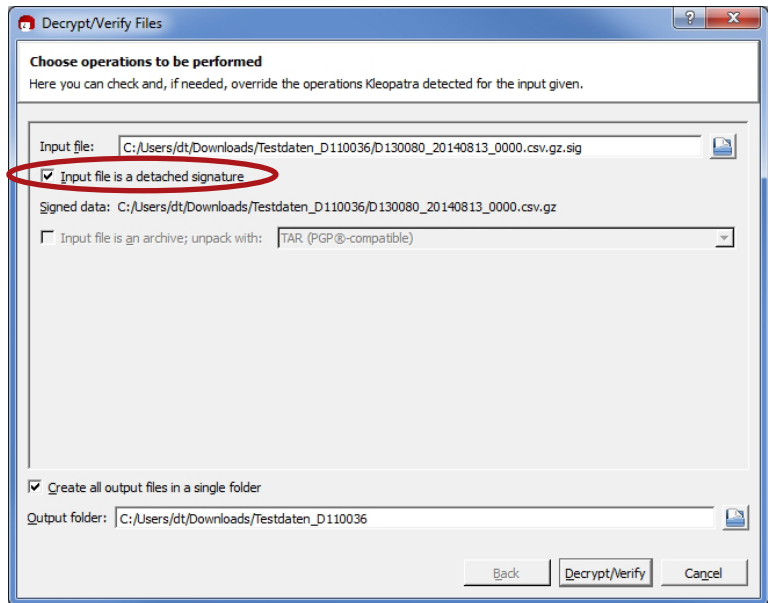 Decrypt/Verify Files
Choose operations to be performed
Here you can check and, if needed, override the operations Kleopatra detected for the input given.
Input file: C:/Users/dt/Downloads/Testdaten_D110036/D130080_20140813_0000.csv.gz.sig
Input file is a detached signature
Signed data: C:/Users/dt/Downloads/Testdaten_D110036/D130080_20140813_0000.csv.gz
Input file is an archive; unpack with: TAR (PGP®-compatible)
Create all output files in a single folder
Output folder: C:/Users/dt/Downloads/Testdaten_D110036
Back Decrypt/Verify Cancel